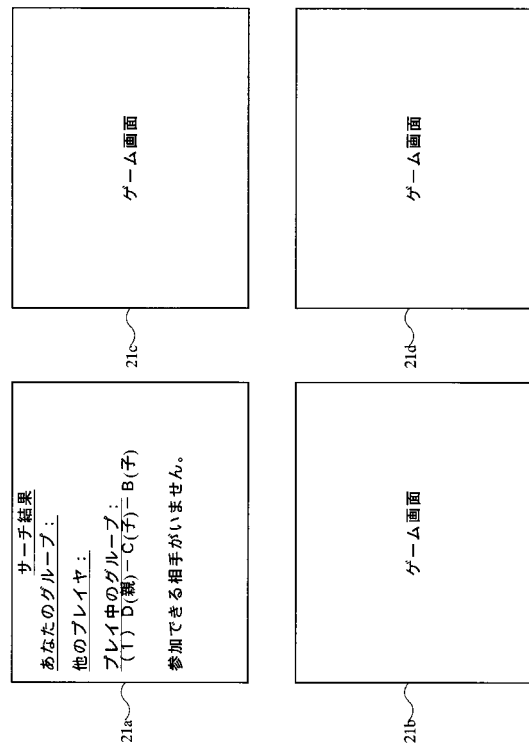 サーチ結果
あなたのグループ：
他のプレイヤ：
プレイ中のグループ：
(1) D(親)－C(子)－B(子)
参加できる相手がいません。
21a
ゲーム画面
21b
ゲーム画面
21c
ゲーム画面
21d